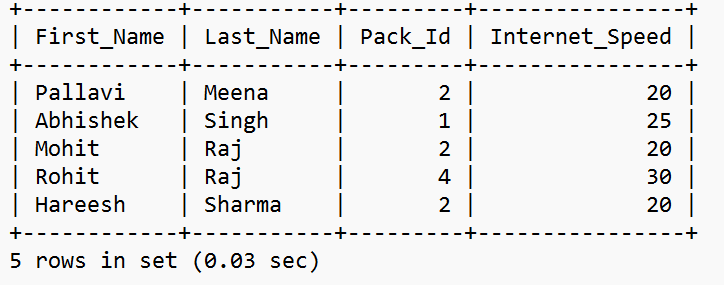 +------------+-----------+---------+----------------+
| First_Name | Last_Name | Pack_Id | Internet_Speed |
+------------+-----------+---------+----------------+
| Pallavi    | Meena     |       2 |             20 |
| Abhishek   | Singh     |       1 |             25 |
| Mohit      | Raj       |       2 |             20 |
| Rohit      | Raj       |       4 |             30 |
| Hareesh    | Sharma    |       2 |             20 |
+------------+-----------+---------+----------------+
5 rows in set (0.03 sec)